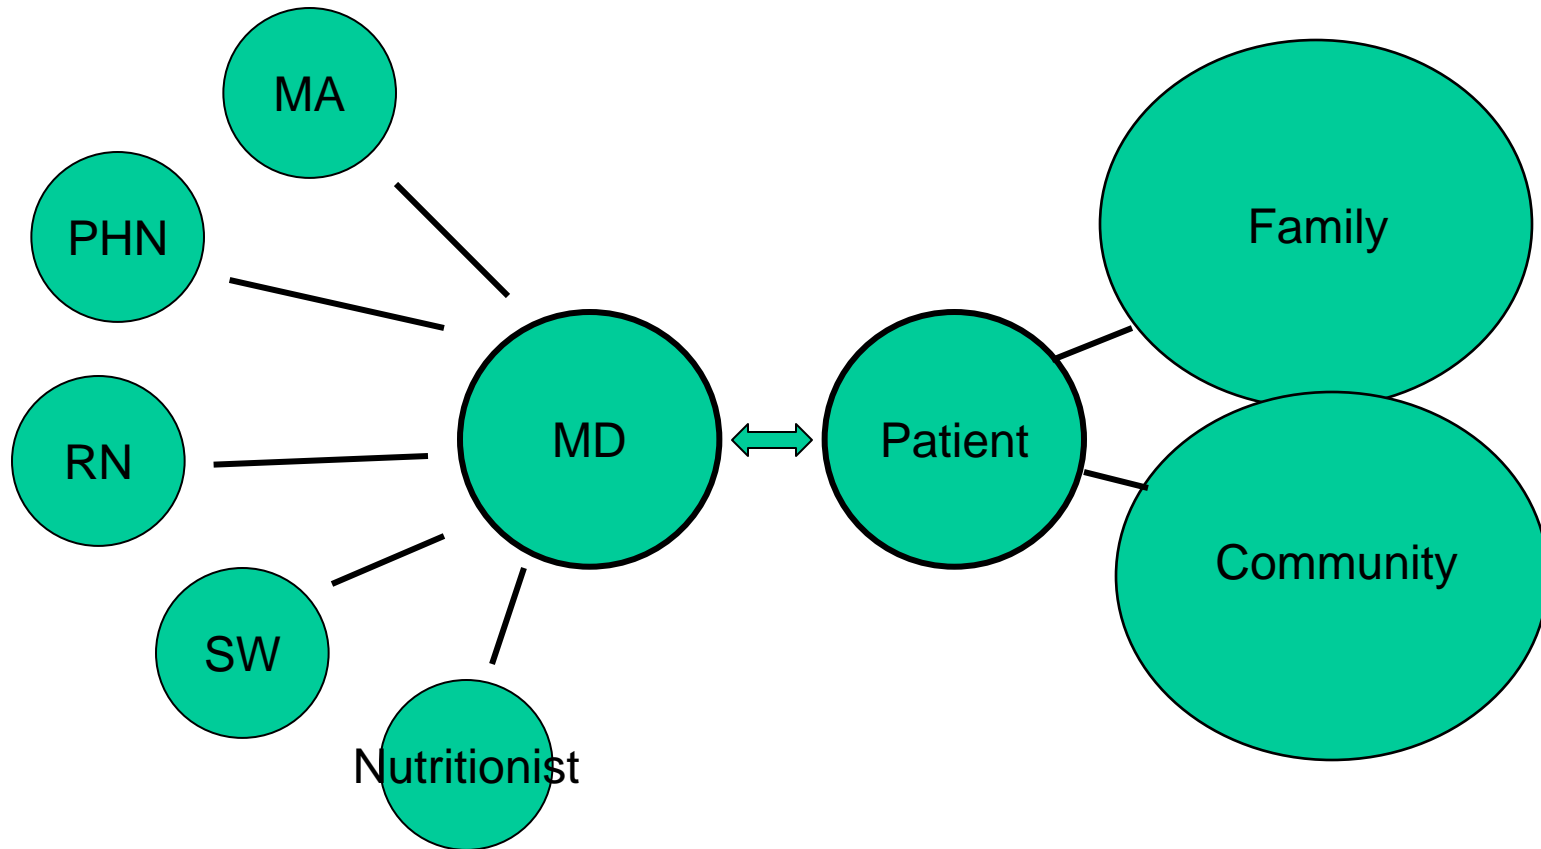 MA
PHN
Family
MD
Patient
RN
Community
SW
Nutritionist